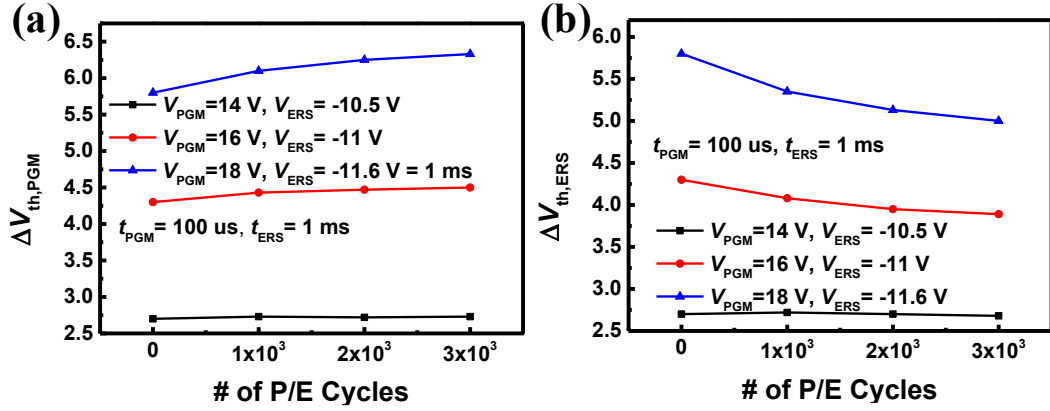 (a)
6.5
6.0
5.5
5.0
4.5
4.0
3.5
3.0
2.5
ΔVth,PGM
VPGM=14 V, VERS= -10.5 V
VPGM=16 V, VERS= -11 V
VPGM=18 V, VERS= -11.6 V = 1 ms
tPGM= 100 us, tERS= 1 ms
0 1x10³ 2x10³ 3x10³
# of P/E Cycles
(b)
6.0
5.5
5.0
4.5
4.0
3.5
3.0
2.5
ΔVth,ERS
tPGM= 100 us, tERS= 1 ms
VPGM=14 V, VERS= -10.5 V
VPGM=16 V, VERS= -11 V
VPGM=18 V, VERS= -11.6 V
0 1x10³ 2x10³ 3x10³
# of P/E Cycles